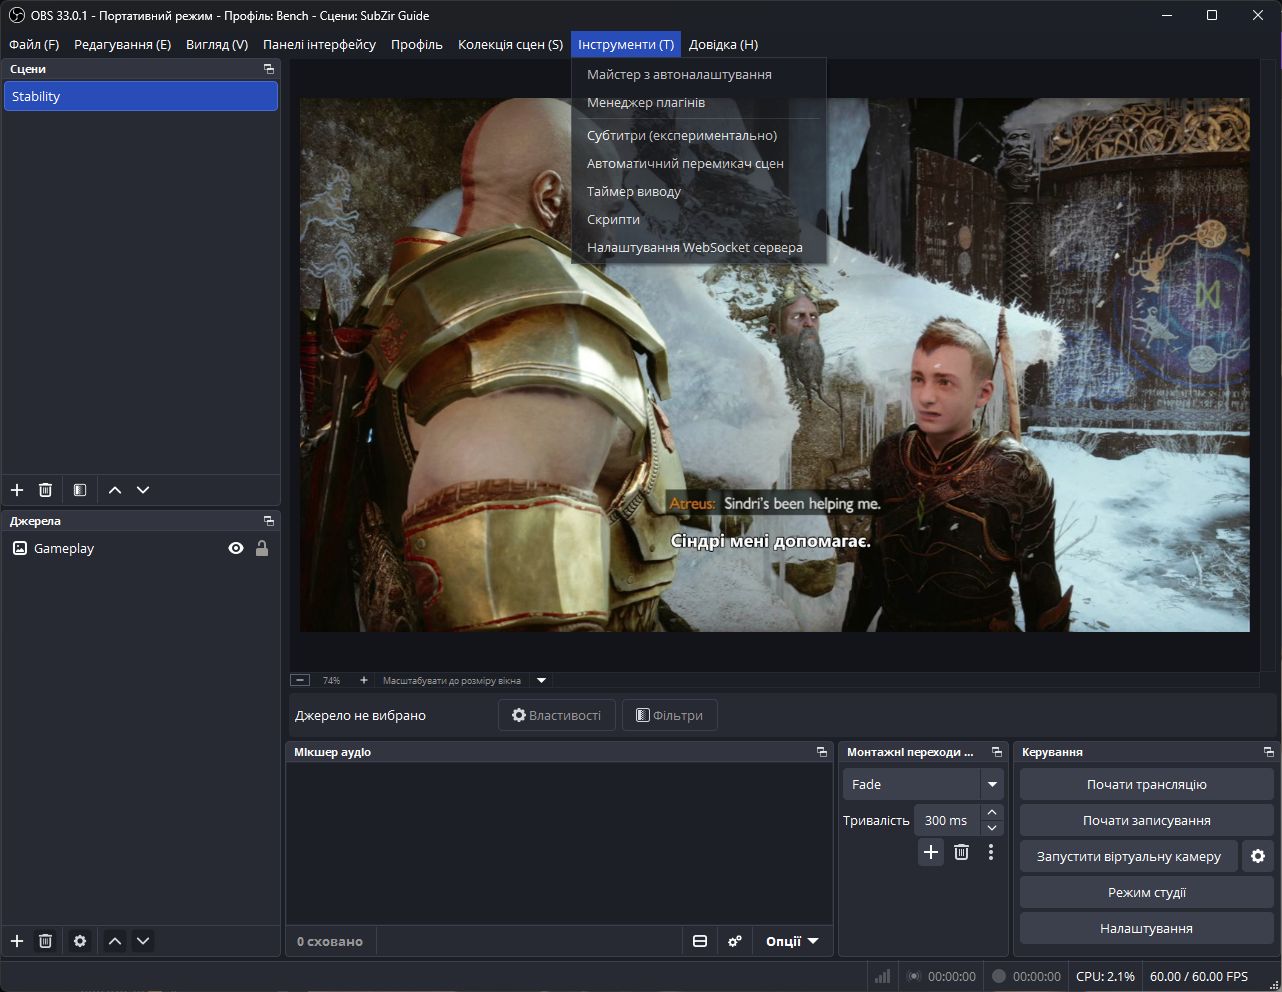 OBS 33.0.1 - Портативний режим - Профіль: Bench - Сцени: SubZir Guide
Файл (F) Редагування (E) Вигляд (V) Панелі інтерфейсу Профіль Колекція сцен (S) Інструменти (T) Довідка (H)
Сцени
Stability
Майстер з автоналаштування
Менеджер плагінів
Субтитри (експериментально)
Автоматичний перемикач сцен
Таймер виводу
Скрипти
Налаштування WebSocket сервера
Atreus: Sindri's been helping me.
Сіндрі мені допомагає.
Джерела
Gameplay
74% Масштабувати до розміру вікна
Джерело не вибрано Властивості Фільтри
Мікшер аудіо
0 сховано Опції
Монтажні переходи ...
Fade
Тривалість 300 ms
Керування
Почати трансляцію
Почати записування
Запустити віртуальну камеру
Режим студії
Налаштування
00:00:00 00:00:00 CPU: 2.1% 60.00 / 60.00 FPS